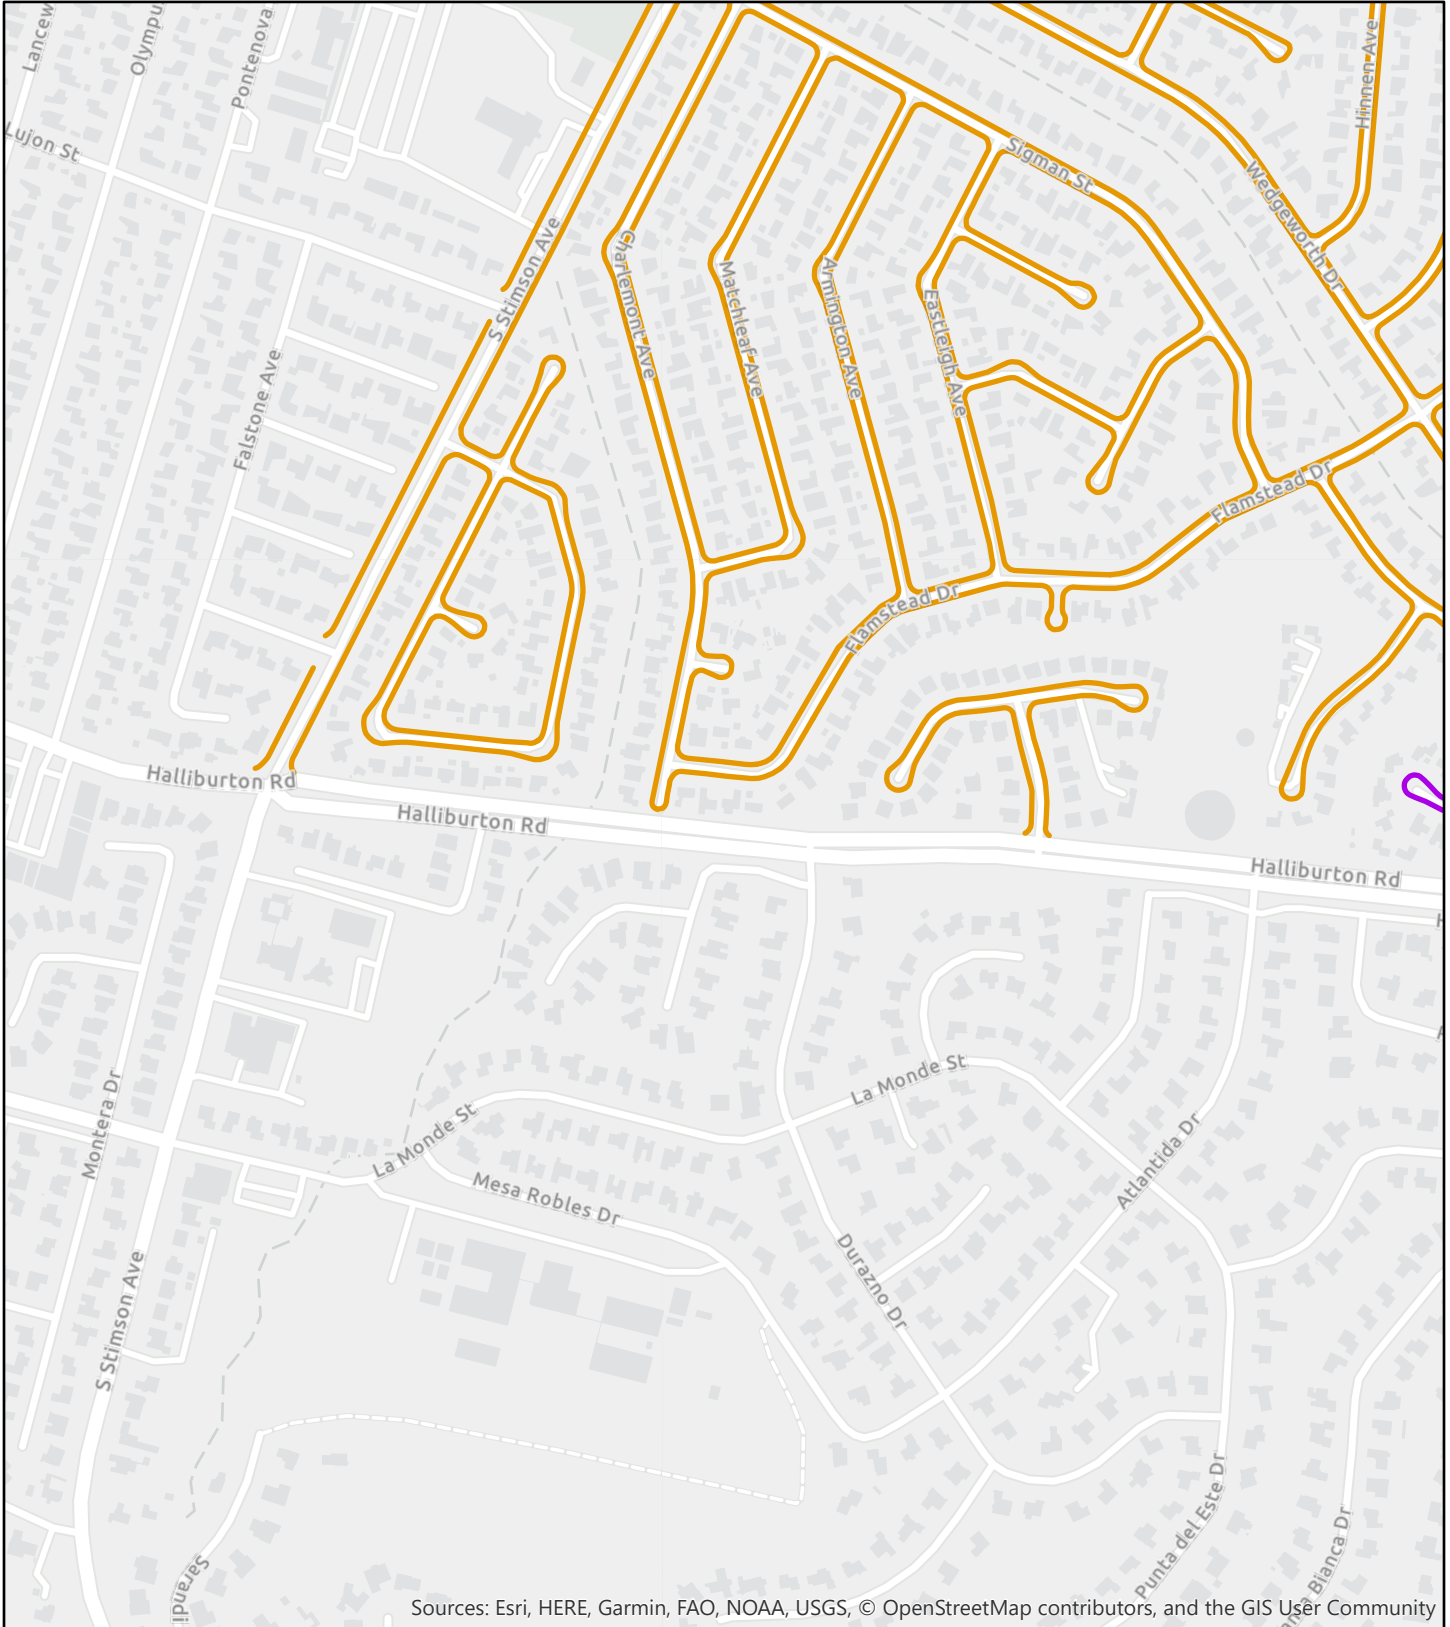 Olympu
Pontenova
Hinnen Ave
Lujon St
Sigman St
Wedgeworth Dr
S Stimson Ave
Charlemont Ave
Matchleaf Ave
Armington Ave
Eastleigh Ave
Falstone Ave
Flamstead Dr
Flamstead Dr
Halliburton Rd
Halliburton Rd
Halliburton Rd
La Monde St
Montera Dr
La Monde St
Atlantida Dr
Mesa Robles Dr
Durazno Dr
S Stimson Ave
Punta del Este Dr
Bianca Dr
Sarandi
Sources: Esri, HERE, Garmin, FAO, NOAA, USGS, © OpenStreetMap contributors, and the GIS User Community